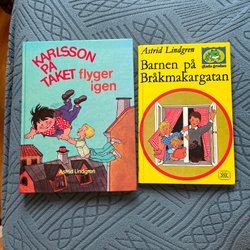 KARLSSON
PÅ
TAKET flyger
igen
Astrid Lindgren
Astrid Lindgren
Barnen på
Bråkmakargatan